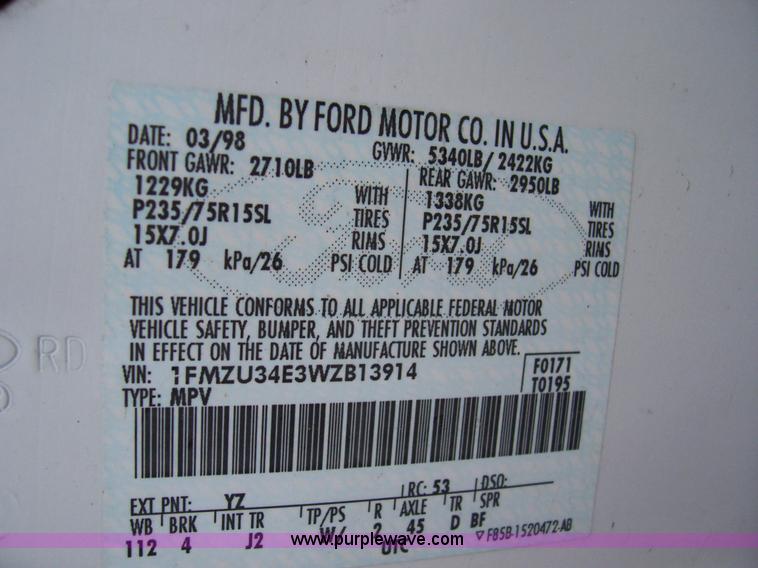 MFD. BY FORD MOTOR CO. IN U.S.A.
DATE: 03/98 GVWR: 5340LB/2422KG
FRONT GAWR: 2710LB REAR GAWR: 2950LB
1229KG WITH 1338KG WITH
P235/75R15SL TIRES P235/75R15SL TIRES
15X7.0J RIMS 15X7.0J RIMS
AT 179 kPa/26 PSI COLD AT 179 kPa/26 PSI COLD
THIS VEHICLE CONFORMS TO ALL APPLICABLE FEDERAL MOTOR
VEHICLE SAFETY, BUMPER, AND THEFT PREVENTION STANDARDS
IN EFFECT ON THE DATE OF MANUFACTURE SHOWN ABOVE.
RD
VIN: 1FMZU34E3WZB13914 F0171
TYPE: MPV T0195
EXT PNT: YZ RC: 53 DSO:
WB BRK INT TR TP/PS R AXLE TR SPR
112 4 J2 W/ 2 45 D BF
UTC ▽F85B-1520472-AB
www.purplewave.com